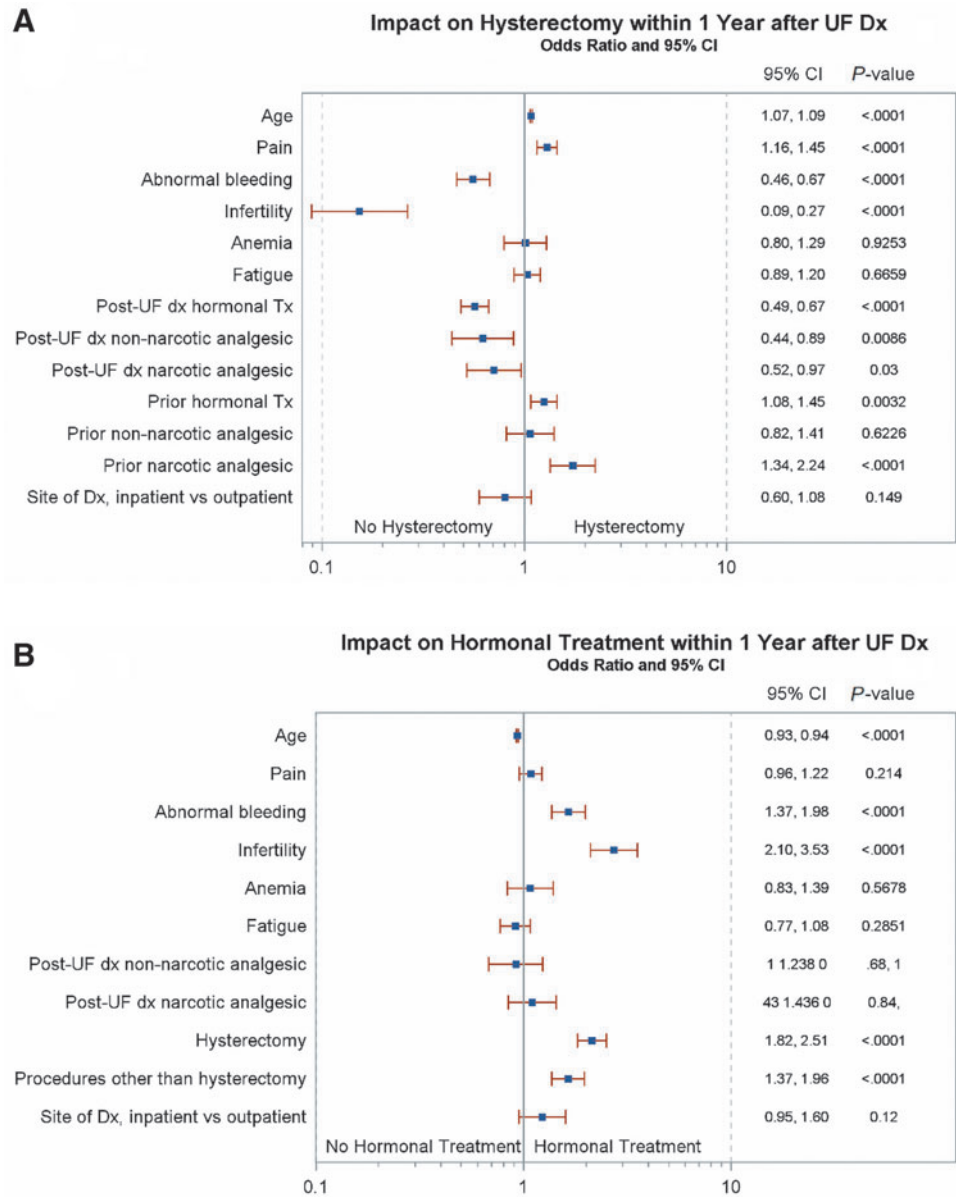 A
Impact on Hysterectomy within 1 Year after UF Dx
Odds Ratio and 95% CI
95% CI P-value
Age 1.07, 1.09 <.0001
Pain 1.16, 1.45 <.0001
Abnormal bleeding 0.46, 0.67 <.0001
Infertility 0.09, 0.27 <.0001
Anemia 0.80, 1.29 0.9253
Fatigue 0.89, 1.20 0.6659
Post-UF dx hormonal Tx 0.49, 0.67 <.0001
Post-UF dx non-narcotic analgesic 0.44, 0.89 0.0086
Post-UF dx narcotic analgesic 0.52, 0.97 0.03
Prior hormonal Tx 1.08, 1.45 0.0032
Prior non-narcotic analgesic 0.82, 1.41 0.6226
Prior narcotic analgesic 1.34, 2.24 <.0001
Site of Dx, inpatient vs outpatient 0.60, 1.08 0.149
No Hysterectomy Hysterectomy
0.1 1 10
B
Impact on Hormonal Treatment within 1 Year after UF Dx
Odds Ratio and 95% CI
95% CI P-value
Age 0.93, 0.94 <.0001
Pain 0.96, 1.22 0.214
Abnormal bleeding 1.37, 1.98 <.0001
Infertility 2.10, 3.53 <.0001
Anemia 0.83, 1.39 0.5678
Fatigue 0.77, 1.08 0.2851
Post-UF dx non-narcotic analgesic 1 1.238 0 .68, 1
Post-UF dx narcotic analgesic 43 1.436 0 0.84,
Hysterectomy 1.82, 2.51 <.0001
Procedures other than hysterectomy 1.37, 1.96 <.0001
Site of Dx, inpatient vs outpatient 0.95, 1.60 0.12
No Hormonal Treatment Hormonal Treatment
0.1 1 10